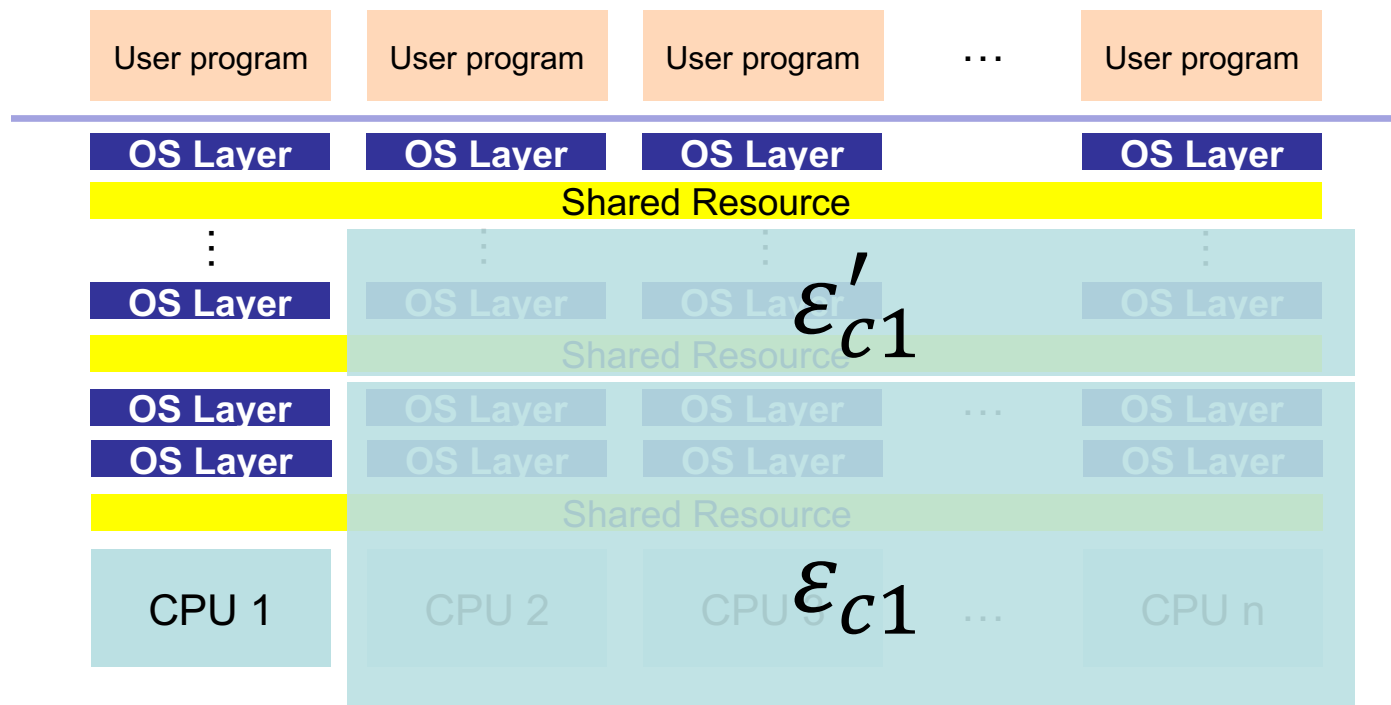 User program User program User program … User program
OS Layer OS Layer OS Layer OS Layer
Shared Resource
⋮ ⋮ ⋮ ⋮
OS Layer OS Layer OS Layer OS Layer
ε′c1
Shared Resource
OS Layer OS Layer OS Layer … OS Layer
OS Layer OS Layer OS Layer OS Layer
Shared Resource
CPU 1 CPU 2 CPU 3 … CPU n
εc1